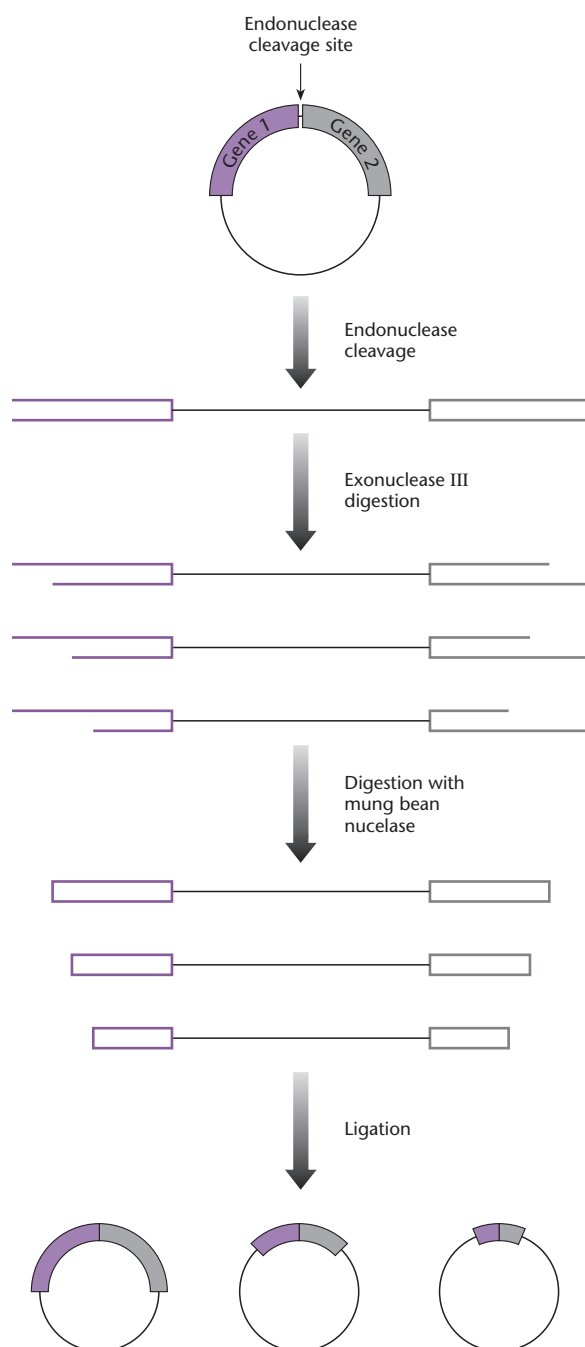 Endonuclease
cleavage site
Gene 1
Gene 2
Endonuclease
cleavage
Exonuclease III
digestion
Digestion with
mung bean
nucelase
Ligation